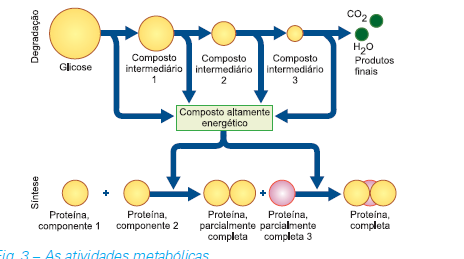 Degradação
Glicose
Composto
intermediário
1
Composto
intermediário
2
Composto
intermediário
3
CO2
H2O
Produtos
finais
Composto altamente
energético
Síntese
+
+
Proteína,
componente 1
Proteína,
componente 2
Proteína,
parcialmente
completa
Proteína,
parcialmente
completa 3
Proteína,
completa
Fig. 3 – As atividades metabólicas